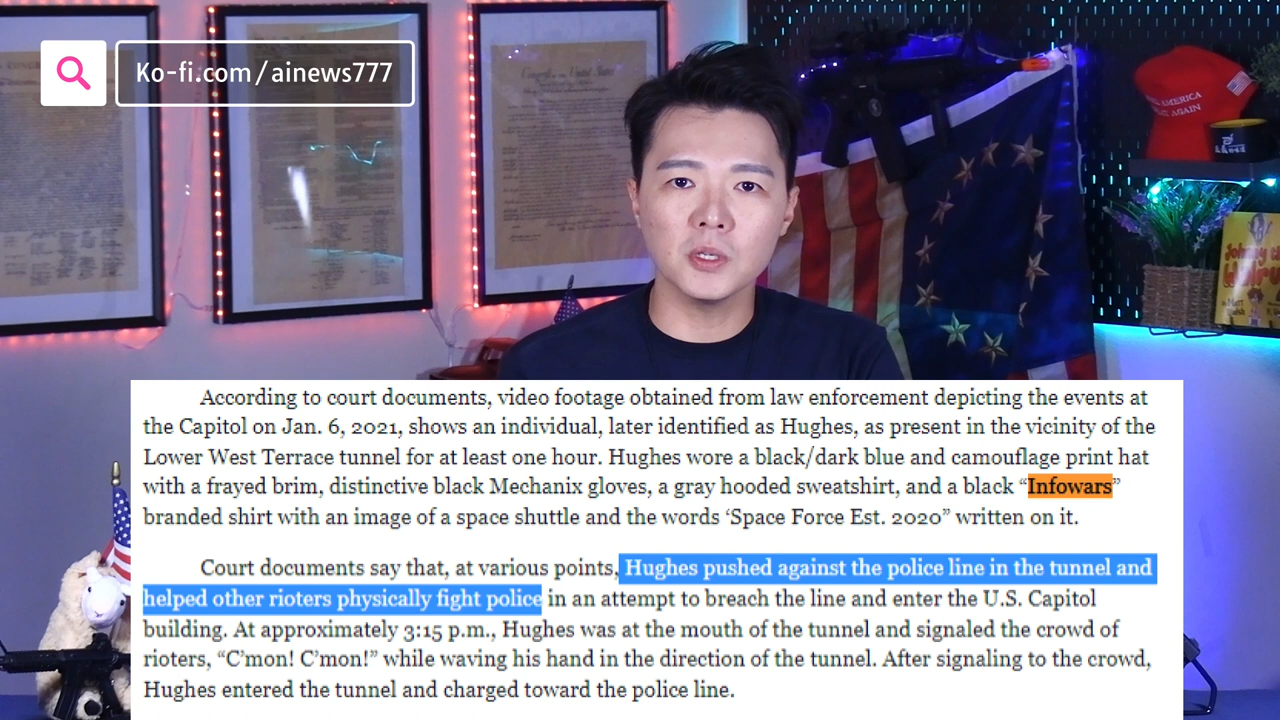 Ko-fi.com/ainews777
AMERICA
AGAIN
Johnny
According to court documents, video footage obtained from law enforcement depicting the events at
the Capitol on Jan. 6, 2021, shows an individual, later identified as Hughes, as present in the vicinity of the
Lower West Terrace tunnel for at least one hour. Hughes wore a black/dark blue and camouflage print hat
with a frayed brim, distinctive black Mechanix gloves, a gray hooded sweatshirt, and a black “Infowars”
branded shirt with an image of a space shuttle and the words ‘Space Force Est. 2020” written on it.
Court documents say that, at various points, Hughes pushed against the police line in the tunnel and
helped other rioters physically fight police in an attempt to breach the line and enter the U.S. Capitol
building. At approximately 3:15 p.m., Hughes was at the mouth of the tunnel and signaled the crowd of
rioters, “C’mon! C’mon!” while waving his hand in the direction of the tunnel. After signaling to the crowd,
Hughes entered the tunnel and charged toward the police line.